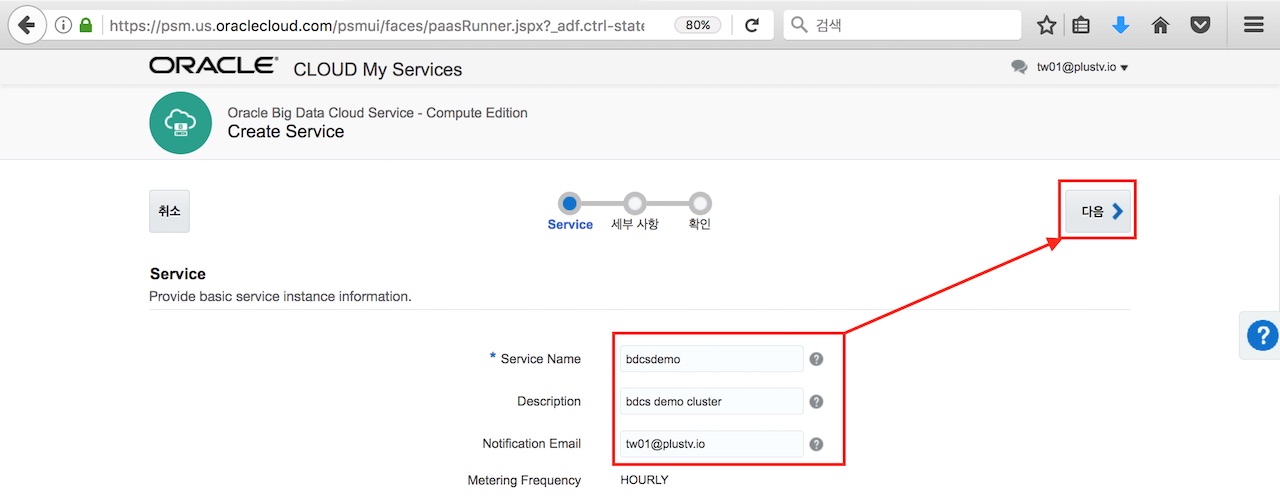 https://psm.us.oraclecloud.com/psmui/faces/paasRunner.jspx?_adf.ctrl-state 80% 검색
ORACLE CLOUD My Services tw01@plustv.io
Oracle Big Data Cloud Service - Compute Edition
Create Service
취소 다음
Service 세부 사항 확인
Service
Provide basic service instance information.
* Service Name bdcsdemo ?
Description bdcs demo cluster ?
Notification Email tw01@plustv.io ?
Metering Frequency HOURLY
?